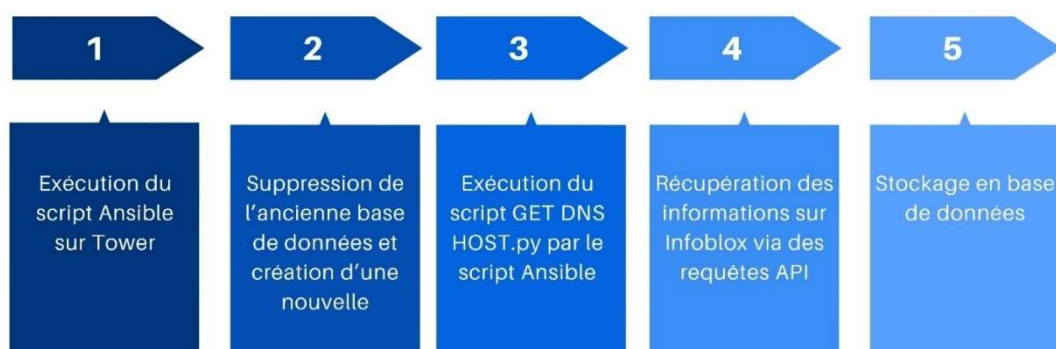 1
2
3
4
5
Exécution du
script Ansible
sur Tower
Suppression de
l'ancienne base
de données et
création d'une
nouvelle
Exécution du
script GET DNS
HOST.py par le
script Ansible
Récupération des
informations sur
Infoblox via des
requêtes API
Stockage en base
de données